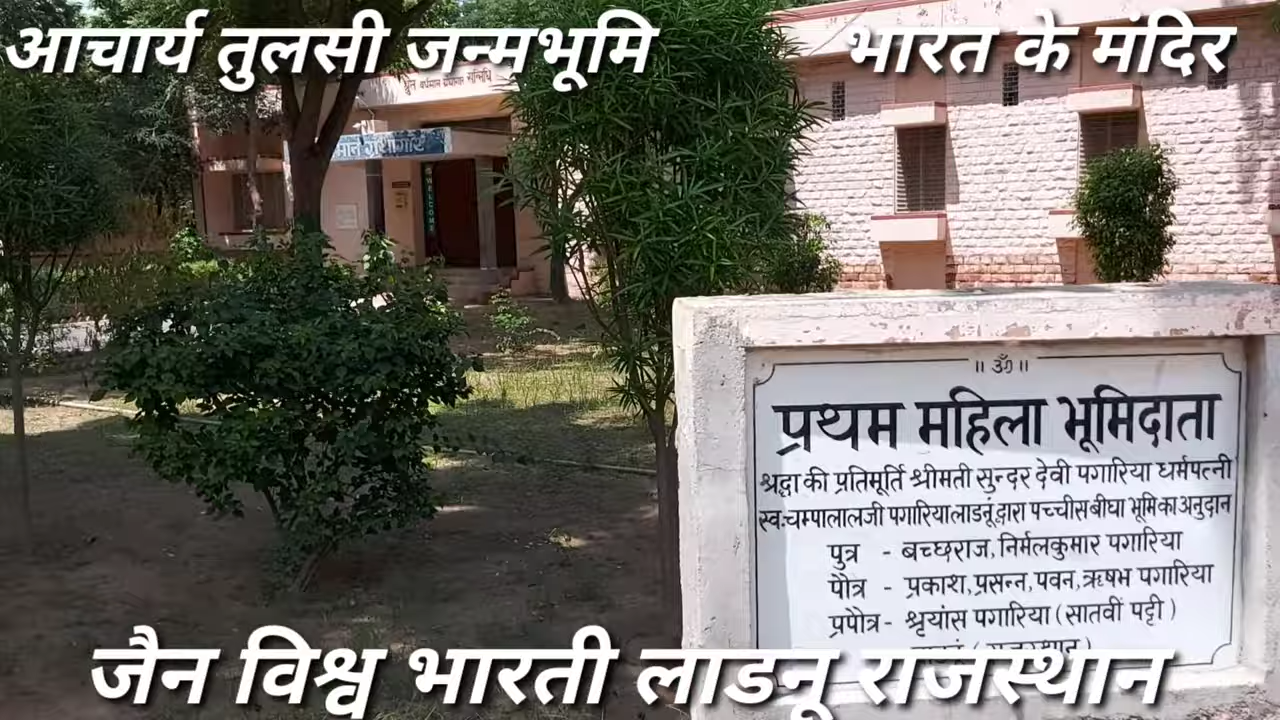 आचार्य तुलसी जन्मभूमि
भारत के मंदिर
ग्रंथागार
WELCOME
॥ ॐ ॥
प्रथम महिला भूमिदाता
श्रद्धा की प्रतिमूर्ति श्रीमती सुन्दर देवी पगारिया धर्मपत्नी
स्व:चम्पालालजी पगारिया लाडनूं द्वारा पच्चीस बीघा भूमि का अनुदान
पुत्र - बच्छराज, निर्मलकुमार पगारिया
पौत्र - प्रकाश, प्रसन्न, पवन, ऋषभ पगारिया
प्रपौत्र - श्रृयांस पगारिया ( सातवीं पट्टी )
जैन विश्व भारती लाडनू राजस्थान